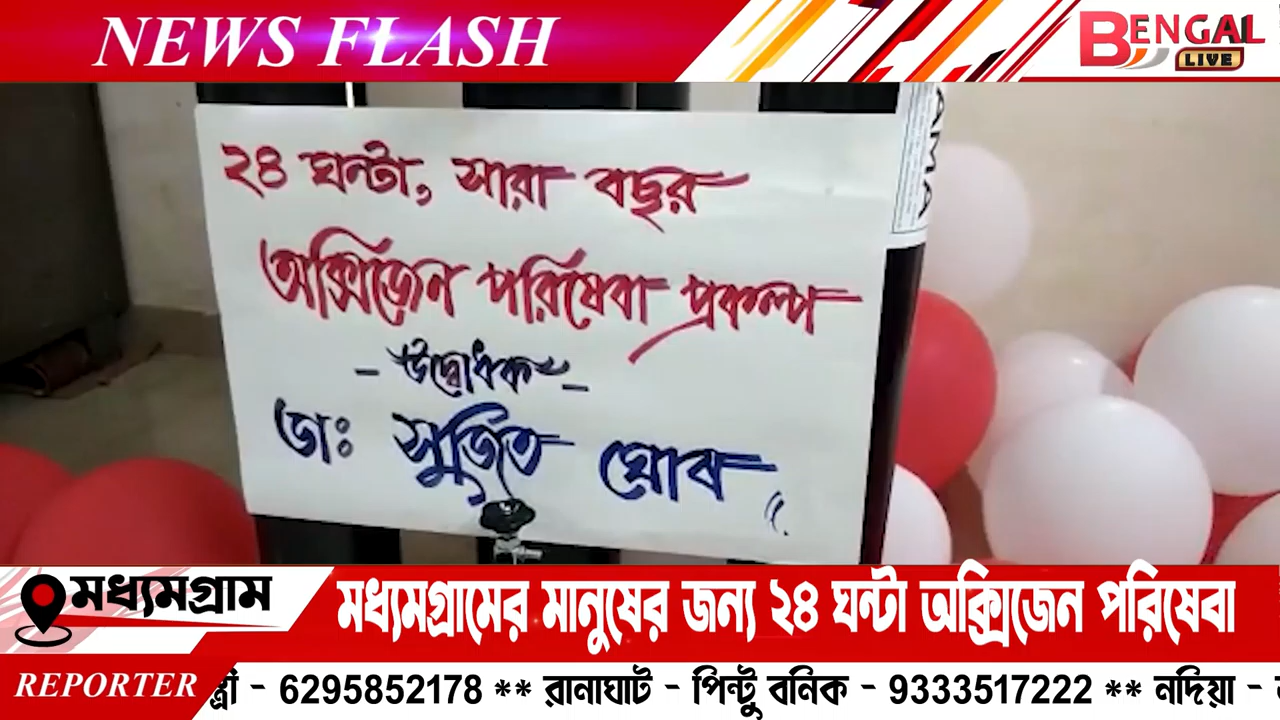 NEWS FLASH
BENGAL
LIVE
AMA
২৪ ঘন্টা, সারা বছর
অক্সিজেন পরিষেবা প্রকল্প
- উদ্বোধক -
ডাঃ সুজিত ঘোষ
মধ্যমগ্রাম
মধ্যমগ্রামের মানুষের জন্য ২৪ ঘন্টা অক্সিজেন পরিষেবা
REPORTER
- 6295852178 ** রানাঘাট - পিন্টু বনিক - 9333517222 ** নদিয়া -